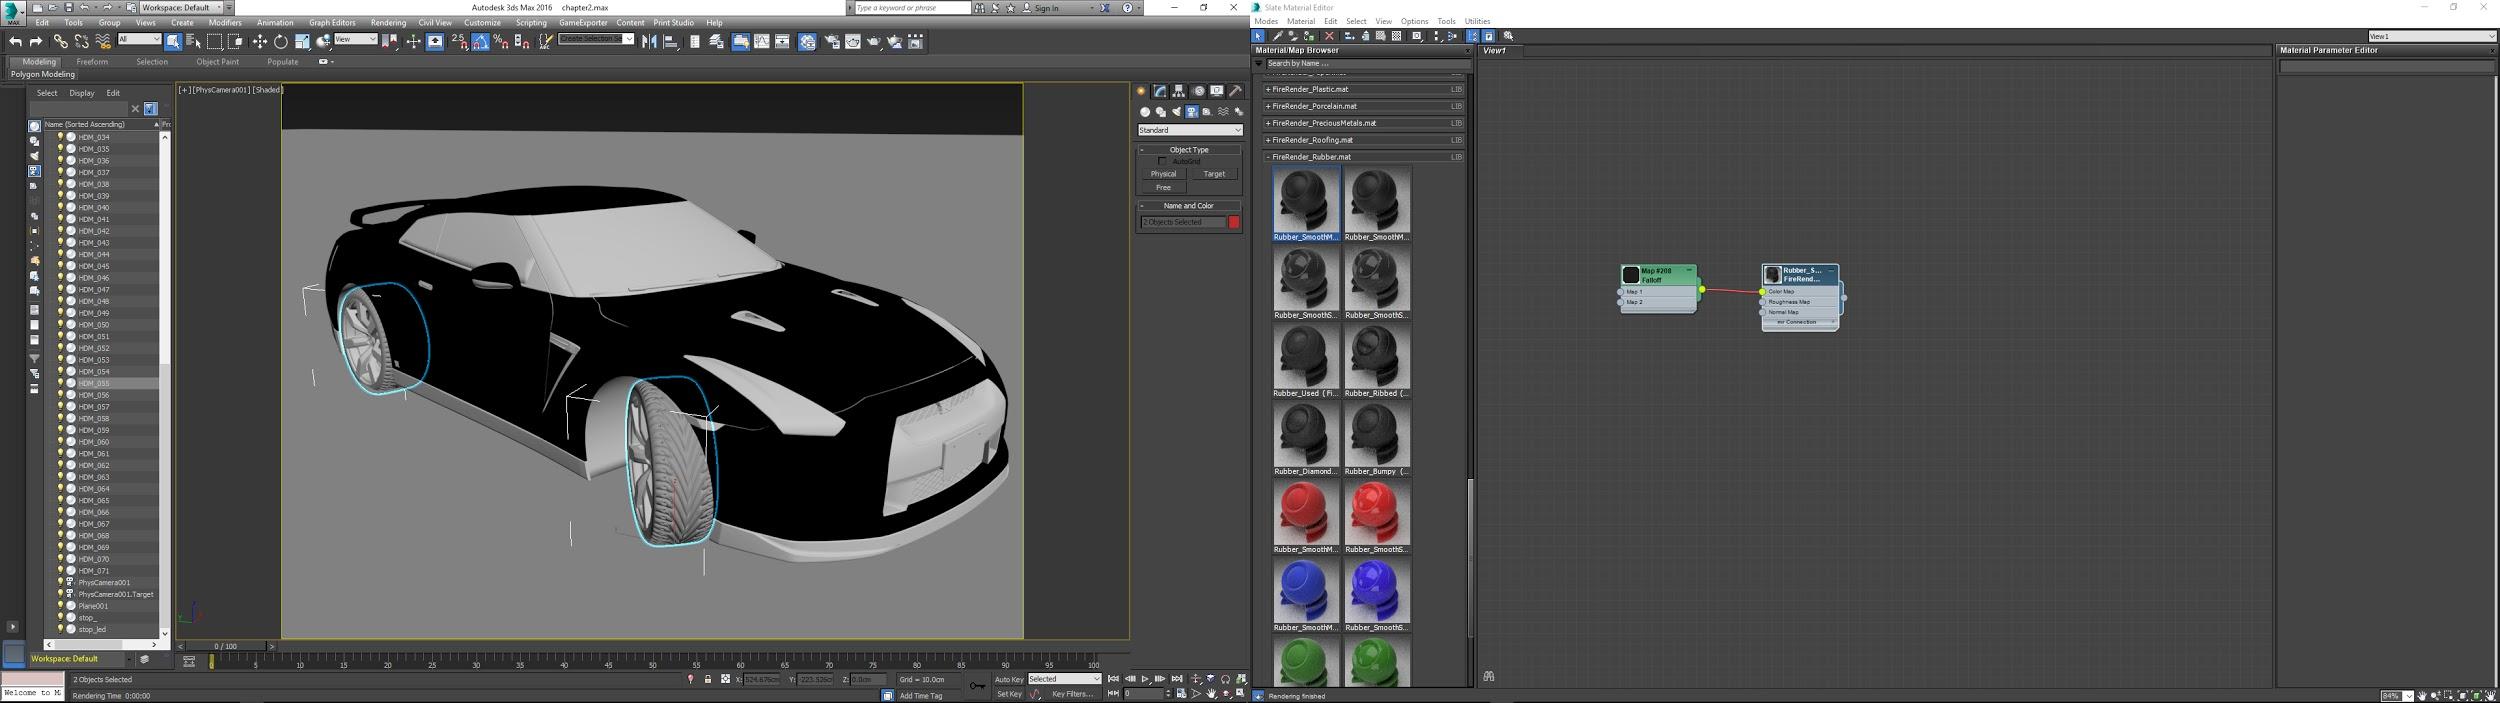 MAX
Workspace: Default
Autodesk 3ds Max 2016    chapter2.max
Type a keyword or phrase
Sign In
Edit Tools Group Views Create Modifiers Animation Graph Editors Rendering Civil View Customize Scripting GameExporter Content Print Studio Help
All
View
2.5
Create Selection Se
Modeling Freeform Selection Object Paint Populate
Polygon Modeling
Select Display Edit
Name (Sorted Ascending)
HDM_034
HDM_035
HDM_036
HDM_037
HDM_038
HDM_039
HDM_040
HDM_041
HDM_042
HDM_043
HDM_044
HDM_045
HDM_046
HDM_047
HDM_048
HDM_049
HDM_050
HDM_051
HDM_052
HDM_053
HDM_054
HDM_055
HDM_056
HDM_057
HDM_058
HDM_059
HDM_060
HDM_061
HDM_062
HDM_063
HDM_064
HDM_065
HDM_066
HDM_067
HDM_068
HDM_069
HDM_070
HDM_071
PhysCamera001
PhysCamera001.Target
Plane001
stop_
stop_led
Workspace: Default
[+] [PhysCamera001] [Shaded]
0 / 100
0 5 10 15 20 25 30 35 40 45 50 55 60 65 70 75 80 85 90 95 100
Standard
- Object Type
AutoGrid
Physical Target
Free
- Name and Color
2 Objects Selected
Welcome to M
2 Objects Selected
Rendering Time 0:00:00
X: 524.676cm Y: -223.526cm Z: 0.0cm
Grid = 10.0cm
Add Time Tag
Auto Key Selected
Set Key Key Filters...
0
Slate Material Editor
Modes Material Edit Select View Options Tools Utilities
View1
Material/Map Browser
Search by Name ...
+ FireRender_Plastic.mat LIB
+ FireRender_Porcelain.mat LIB
+ FireRender_PreciousMetals.mat LIB
+ FireRender_Roofing.mat LIB
- FireRender_Rubber.mat LIB
Rubber_SmoothM... Rubber_SmoothM...
Rubber_SmoothS... Rubber_SmoothS...
Rubber_Used ( Fi... Rubber_Ribbed (...
Rubber_Diamond... Rubber_Bumpy (...
Rubber_SmoothM... Rubber_SmoothS...
Rubber_SmoothM... Rubber_SmoothS...
View1
Map #208
Falloff
Map 1
Map 2
Rubber_S...
FireRend...
Color Map
Roughness Map
Normal Map
mr Connection
Material Parameter Editor
Rendering finished
84%